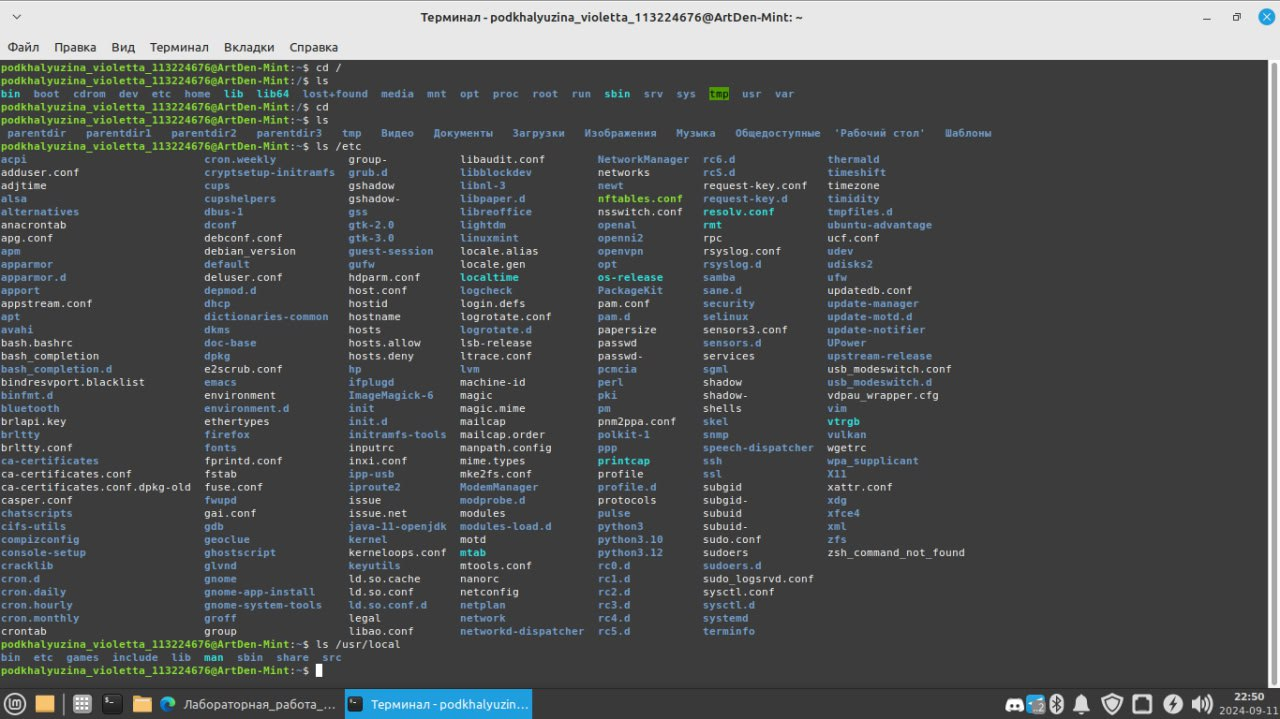 Терминал - podkhalyuzina_violetta_113224676@ArtDen-Mint: ~
Файл Правка Вид Терминал Вкладки Справка
podkhalyuzina_violetta_113224676@ArtDen-Mint:~$ cd /
podkhalyuzina_violetta_113224676@ArtDen-Mint:/$ ls
bin boot cdrom dev etc home lib lib64 lost+found media mnt opt proc root run sbin srv sys tmp usr var
podkhalyuzina_violetta_113224676@ArtDen-Mint:/$ cd
podkhalyuzina_violetta_113224676@ArtDen-Mint:~$ ls
parentdir parentdir1 parentdir2 parentdir3 tmp Видео Документы Загрузки Изображения Музыка Общедоступные 'Рабочий стол' Шаблоны
podkhalyuzina_violetta_113224676@ArtDen-Mint:~$ ls /etc
acpi cron.weekly group- libaudit.conf NetworkManager rc6.d thermald
adduser.conf cryptsetup-initramfs grub.d libblockdev networks rcS.d timeshift
adjtime cups gshadow libnl-3 newt request-key.conf timezone
alsa cupshelpers gshadow- libpaper.d nftables.conf request-key.d timidity
alternatives dbus-1 gss libreoffice nsswitch.conf resolv.conf tmpfiles.d
anacrontab dconf gtk-2.0 lightdm openal rmt ubuntu-advantage
apg.conf debconf.conf gtk-3.0 linuxmint openni2 rpc ucf.conf
apm debian_version guest-session locale.alias openvpn rsyslog.conf udev
apparmor default gufw locale.gen opt rsyslog.d udisks2
apparmor.d deluser.conf hdparm.conf localtime os-release samba ufw
apport depmod.d host.conf logcheck PackageKit sane.d updatedb.conf
appstream.conf dhcp hostid login.defs pam.conf security update-manager
apt dictionaries-common hostname logrotate.conf pam.d selinux update-motd.d
avahi dkms hosts logrotate.d papersize sensors3.conf update-notifier
bash.bashrc doc-base hosts.allow lsb-release passwd sensors.d UPower
bash_completion dpkg hosts.deny ltrace.conf passwd- services upstream-release
bash_completion.d e2scrub.conf hp lvm pcmcia sgml usb_modeswitch.conf
bindresvport.blacklist emacs ifplugd machine-id perl shadow usb_modeswitch.d
binfmt.d environment ImageMagick-6 magic pki shadow- vdpau_wrapper.cfg
bluetooth environment.d init magic.mime pm shells vim
brlapi.key ethertypes init.d mailcap pnm2ppa.conf skel vtrgb
brltty firefox initramfs-tools mailcap.order polkit-1 snmp vulkan
brltty.conf fonts inputrc manpath.config ppp speech-dispatcher wgetrc
ca-certificates fprintd.conf inxi.conf mime.types printcap ssh wpa_supplicant
ca-certificates.conf fstab ipp-usb mke2fs.conf profile ssl X11
ca-certificates.conf.dpkg-old fuse.conf iproute2 ModemManager profile.d subgid xattr.conf
casper.conf fwupd issue modprobe.d protocols subgid- xdg
chatscripts gai.conf issue.net modules pulse subuid xfce4
cifs-utils gdb java-11-openjdk modules-load.d python3 subuid- xml
compizconfig geoclue kernel motd python3.10 sudo.conf zfs
console-setup ghostscript kerneloops.conf mtab python3.12 sudoers zsh_command_not_found
cracklib glvnd keyutils mtools.conf rc0.d sudoers.d
cron.d gnome ld.so.cache nanorc rc1.d sudo_logsrvd.conf
cron.daily gnome-app-install ld.so.conf netconfig rc2.d sysctl.conf
cron.hourly gnome-system-tools ld.so.conf.d netplan rc3.d sysctl.d
cron.monthly groff legal network rc4.d systemd
crontab group libao.conf networkd-dispatcher rc5.d terminfo
podkhalyuzina_violetta_113224676@ArtDen-Mint:~$ ls /usr/local
bin etc games include lib man sbin share src
podkhalyuzina_violetta_113224676@ArtDen-Mint:~$
Лабораторная_работа_... Терминал - podkhalyuzin... 22:50
2024-09-11